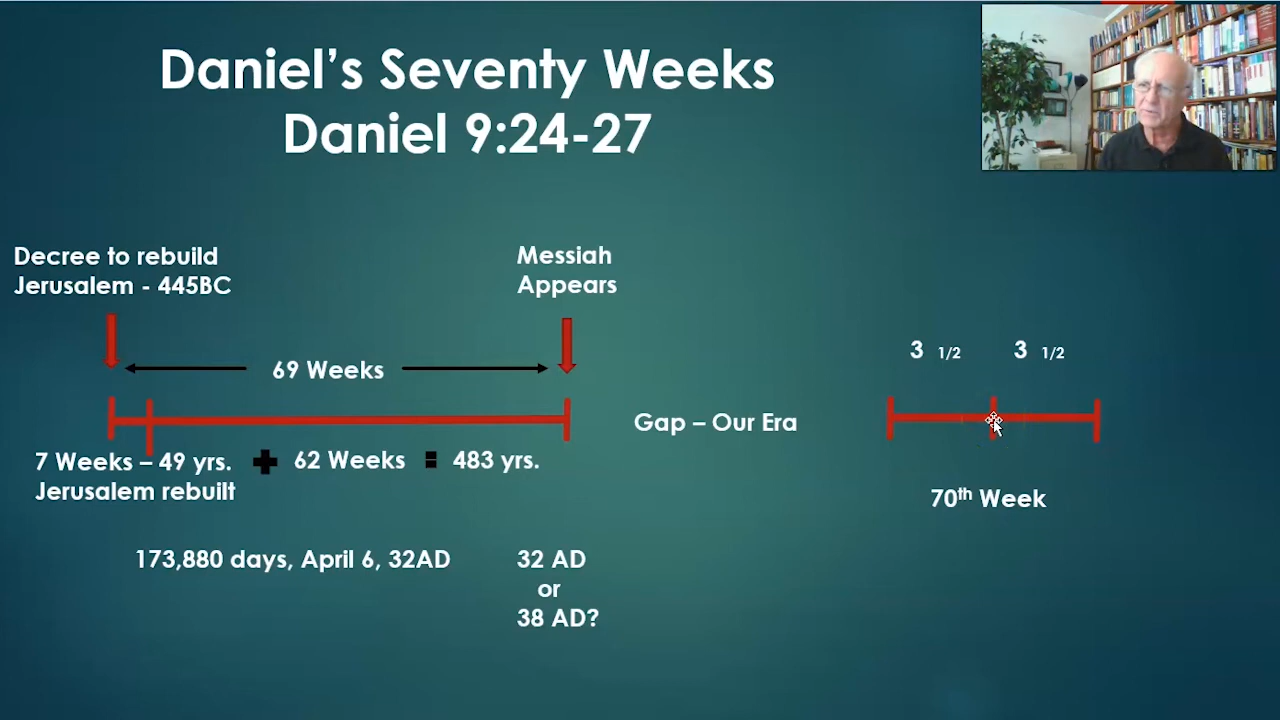 Daniel’s Seventy Weeks
Daniel 9:24-27
Decree to rebuild
Jerusalem - 445BC
Messiah
Appears
69 Weeks
3 1/2
3 1/2
Gap – Our Era
7 Weeks – 49 yrs.
Jerusalem rebuilt
+ 62 Weeks = 483 yrs.
70th Week
173,880 days, April 6, 32AD
32 AD
or
38 AD?